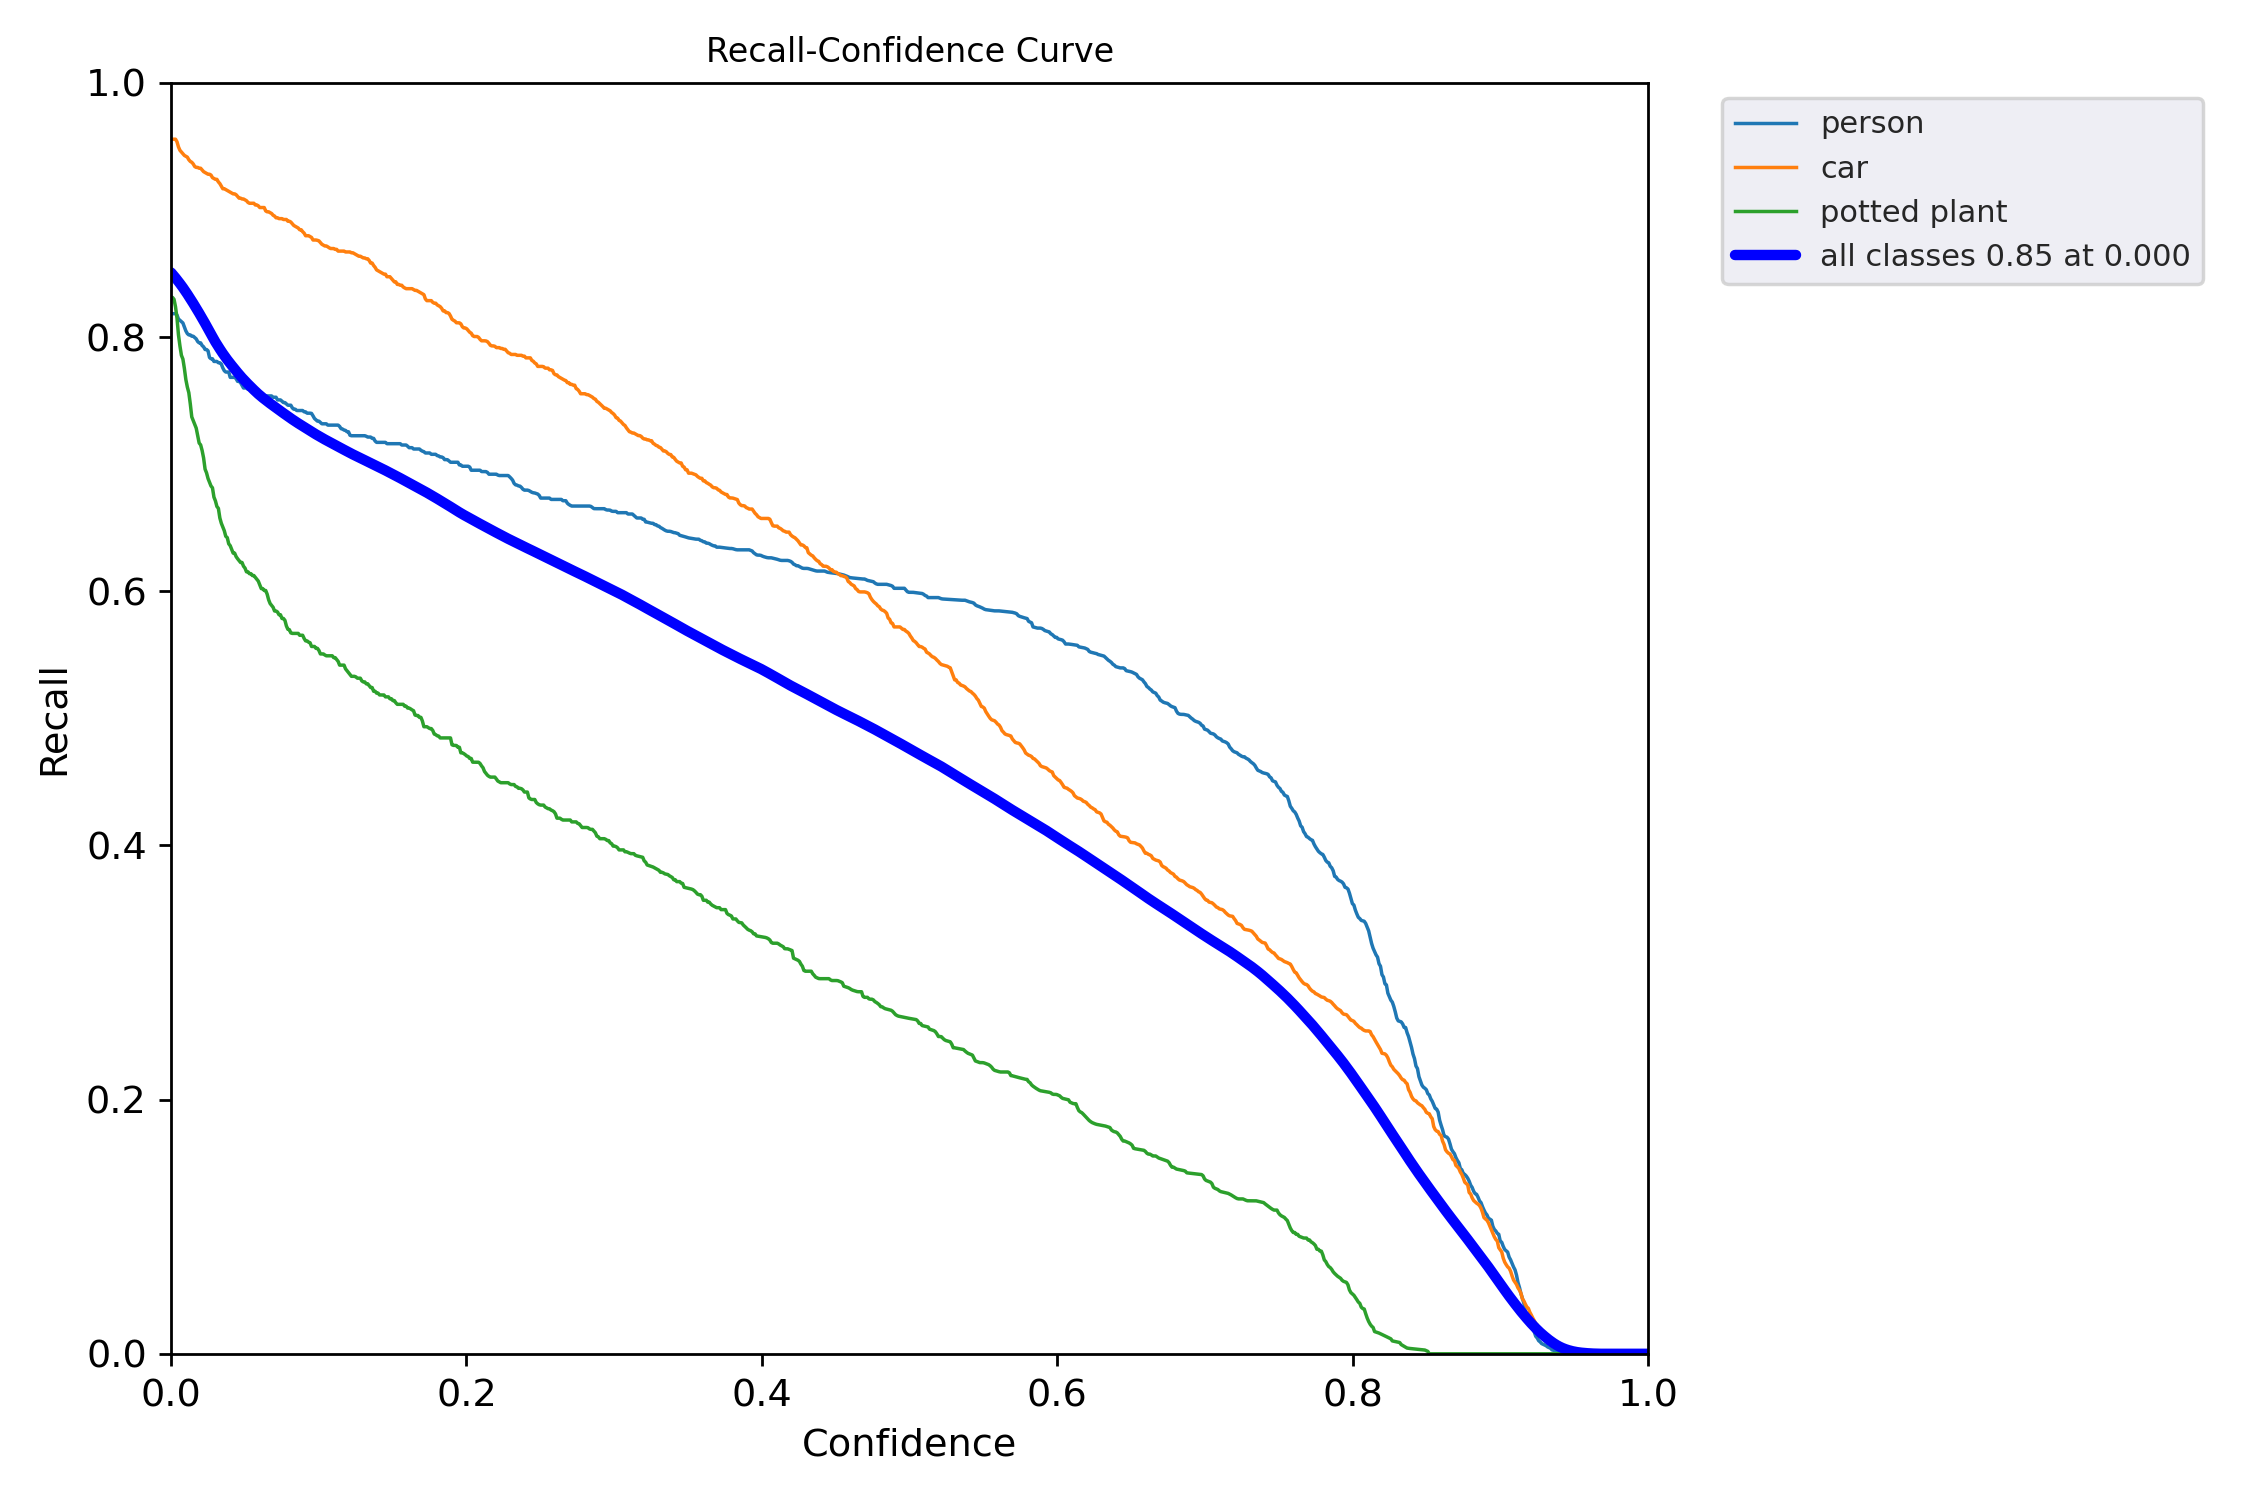 Recall-Confidence Curve
1.0
0.8
0.6
0.4
0.2
0.0
Recall
0.0 0.2 0.4 0.6 0.8 1.0
Confidence
person
car
potted plant
all classes 0.85 at 0.000